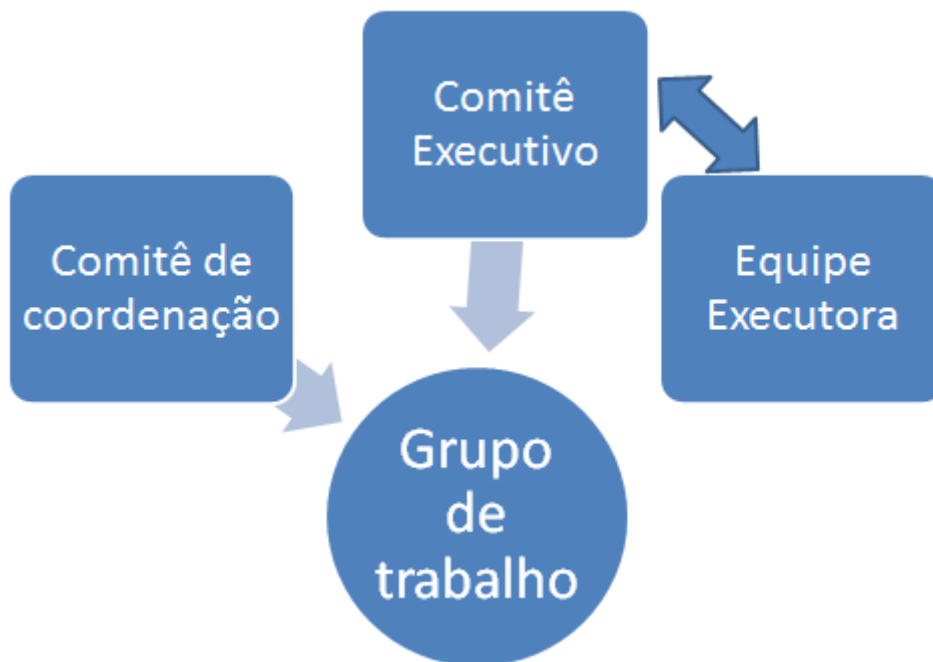 Comitê
Executivo
Comitê de
coordenação
Equipe
Executora
Grupo
de
trabalho